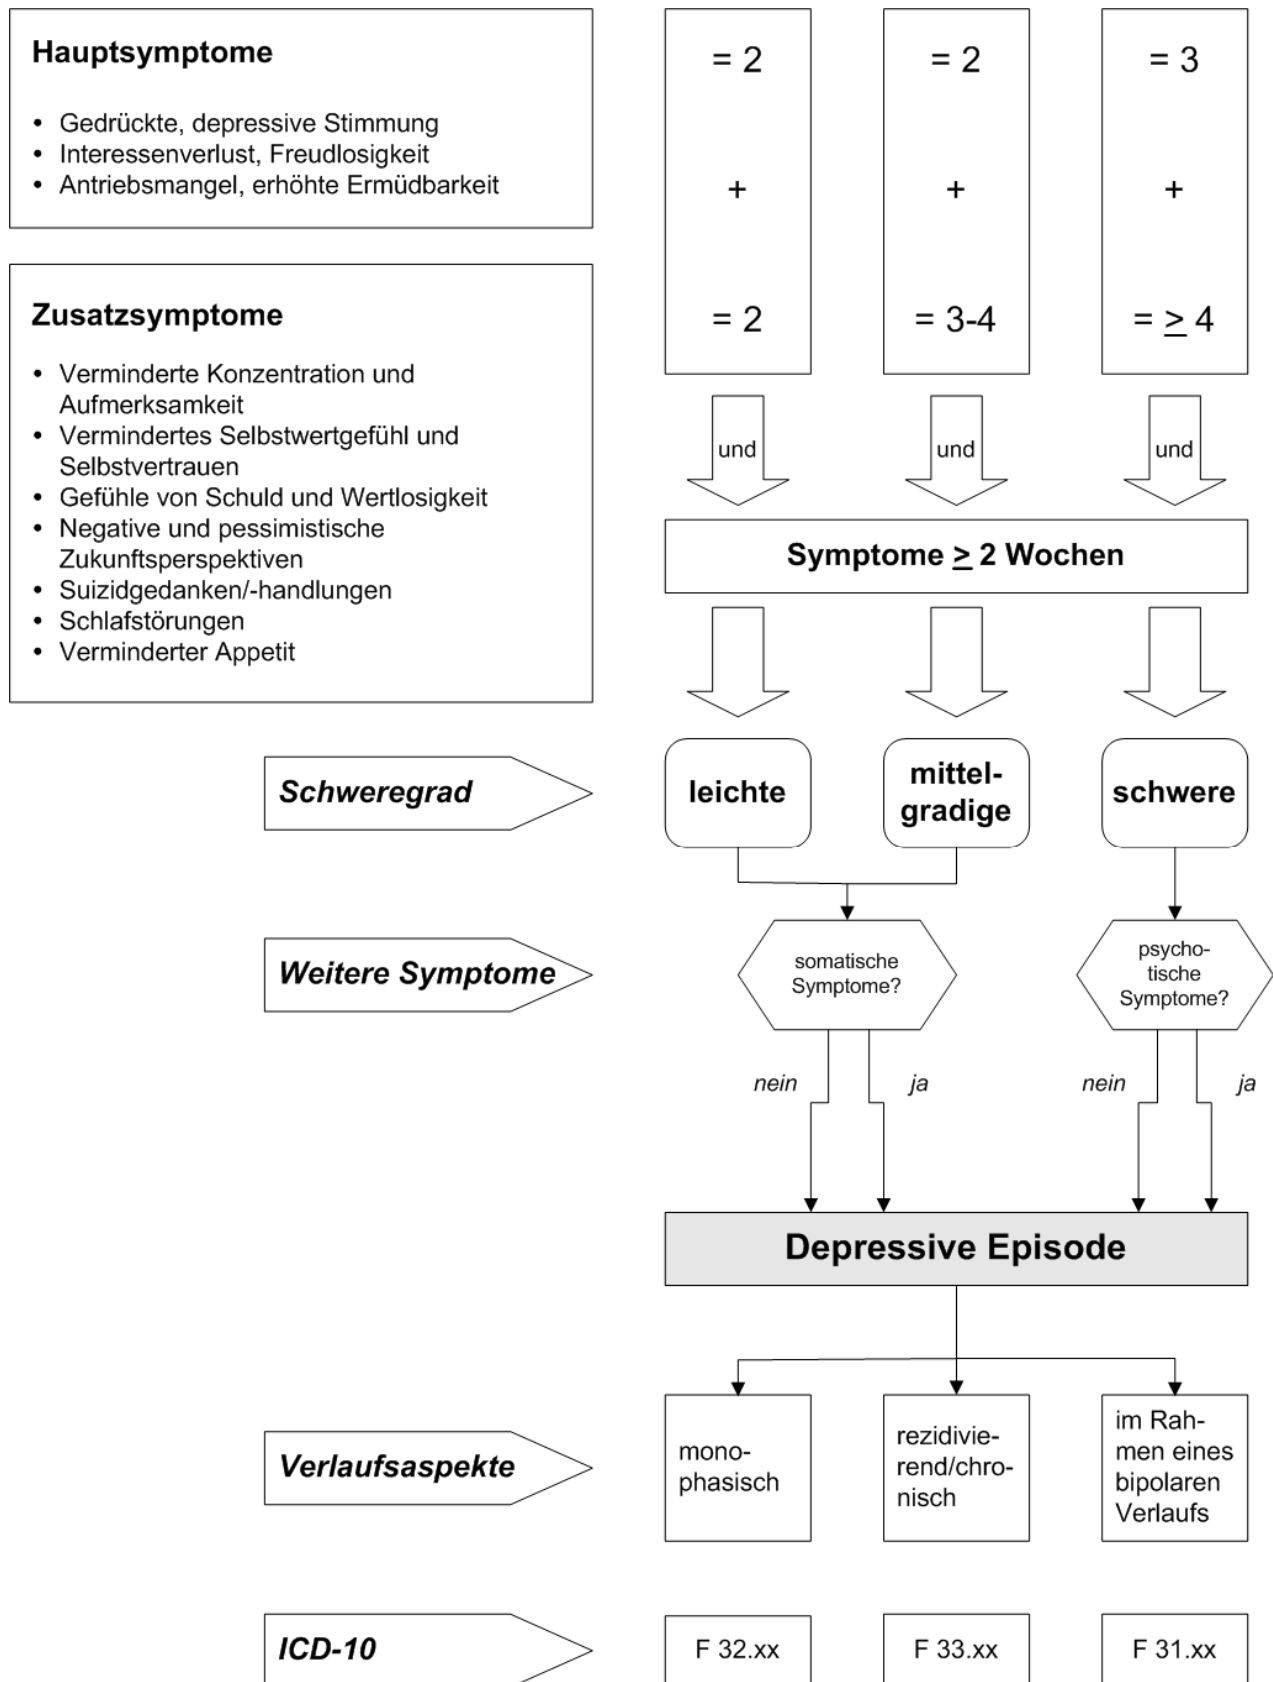 Hauptsymptome
• Gedrückte, depressive Stimmung
• Interessenverlust, Freudlosigkeit
• Antriebsmangel, erhöhte Ermüdbarkeit
Zusatzsymptome
• Verminderte Konzentration und
Aufmerksamkeit
• Vermindertes Selbstwertgefühl und
Selbstvertrauen
• Gefühle von Schuld und Wertlosigkeit
• Negative und pessimistische
Zukunftsperspektiven
• Suizidgedanken/-handlungen
• Schlafstörungen
• Verminderter Appetit
= 2
+
= 2
= 2
+
= 3-4
= 3
+
= ≥ 4
und
und
und
Symptome ≥ 2 Wochen
Schweregrad
leichte
mittel-
gradige
schwere
Weitere Symptome
somatische
Symptome?
psycho-
tische
Symptome?
nein
ja
nein
ja
Depressive Episode
Verlaufsaspekte
mono-
phasisch
rezidivie-
rend/chro-
nisch
im Rah-
men eines
bipolaren
Verlaufs
ICD-10
F 32.xx
F 33.xx
F 31.xx